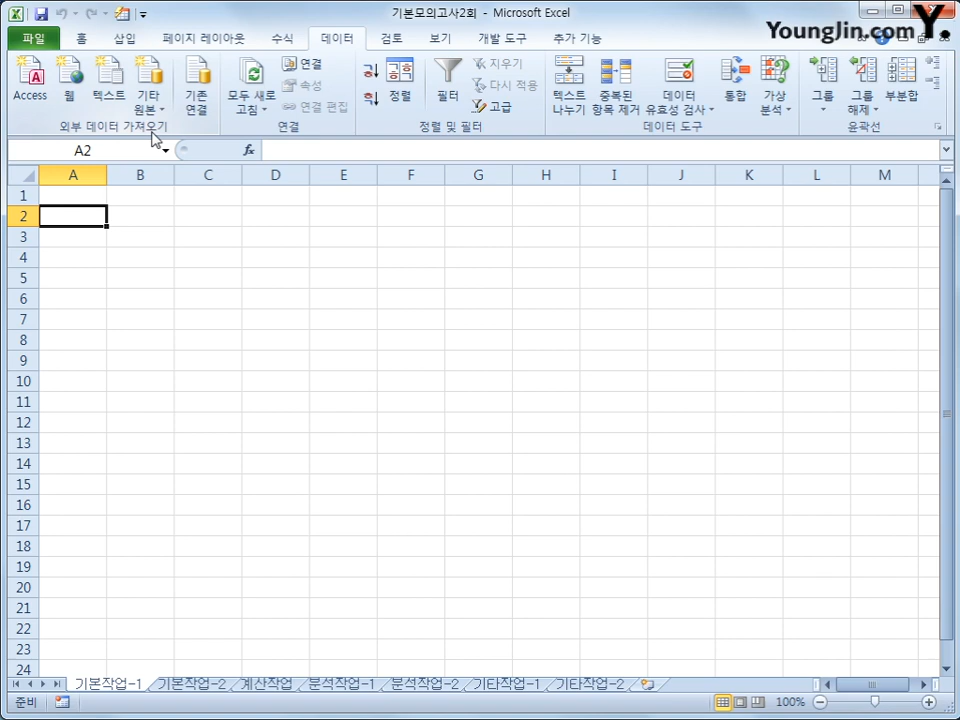 기본모의고사2회 - Microsoft Excel
YoungJin.com Y.
파일 홈 삽입 페이지 레이아웃 수식 데이터 검토 보기 개발 도구 추가 기능
Access 웹 텍스트 기타 원본 기존 연결 모두 새로 고침 연결 속성 연결 편집 정렬 필터 지우기 다시 적용 고급 텍스트 나누기 중복된 항목 제거 데이터 유효성 검사 통합 가상 분석 그룹 그룹 해제 부분합
외부 데이터 가져오기 연결 정렬 및 필터 데이터 도구 윤곽선
A2 fx
A B C D E F G H I J K L M
1
2
3
4
5
6
7
8
9
10
11
12
13
14
15
16
17
18
19
20
21
22
23
24
기본작업-1 기본작업-2 계산작업 분석작업-1 분석작업-2 기타작업-1 기타작업-2
준비 100%